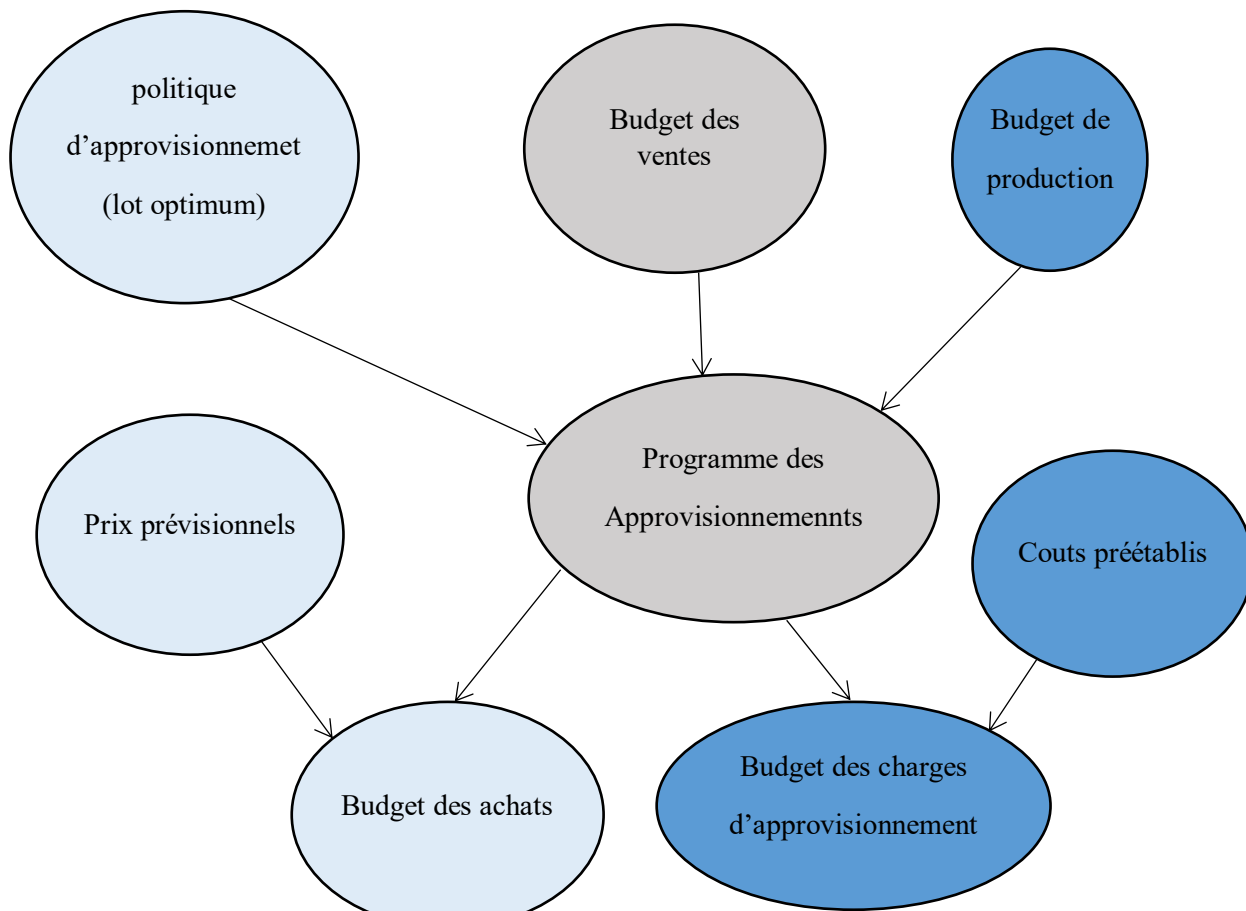 politique
d’approvisionnemet
(lot optimum)
Budget des
ventes
Budget de
production
Programme des
Approvisionnemennts
Prix prévisionnels
Couts préétablis
Budget des achats
Budget des charges
d’approvisionnement